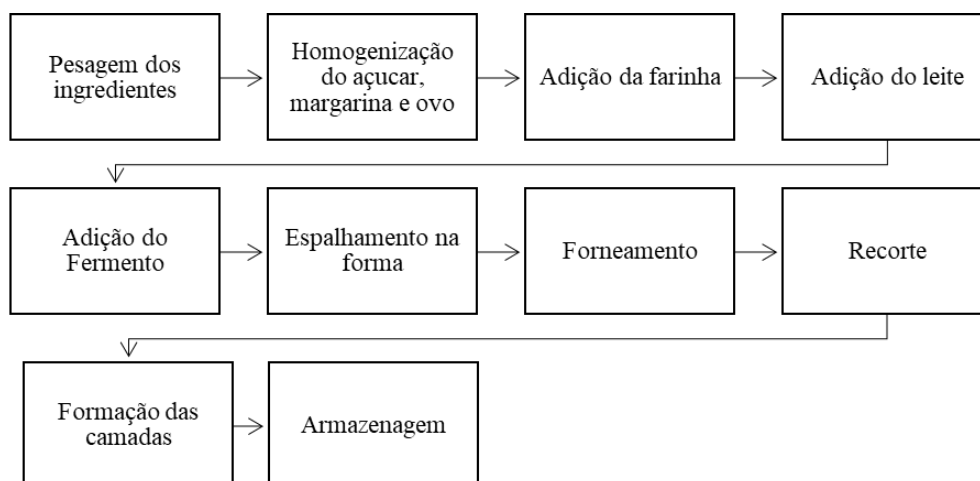 Pesagem dos
ingredientes
Homogenização
do açucar,
margarina e ovo
Adição da farinha
Adição do leite
Adição do
Fermento
Espalhamento na
forma
Forneamento
Recorte
Formação das
camadas
Armazenagem